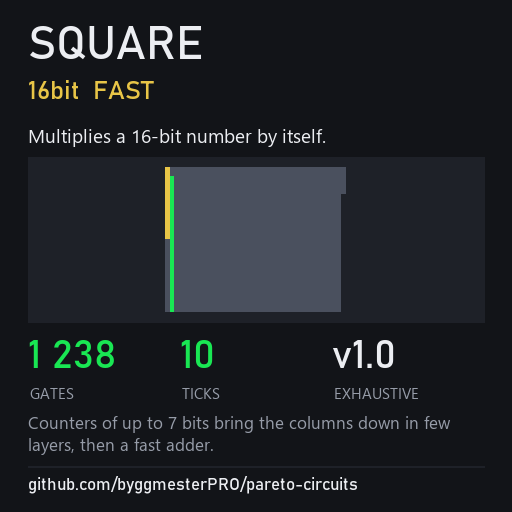 SQUARE
16bit FAST
Multiplies a 16-bit number by itself.
1 238 10 v1.0
GATES TICKS EXHAUSTIVE
Counters of up to 7 bits bring the columns down in few
layers, then a fast adder.
github.com/byggmesterPRO/pareto-circuits